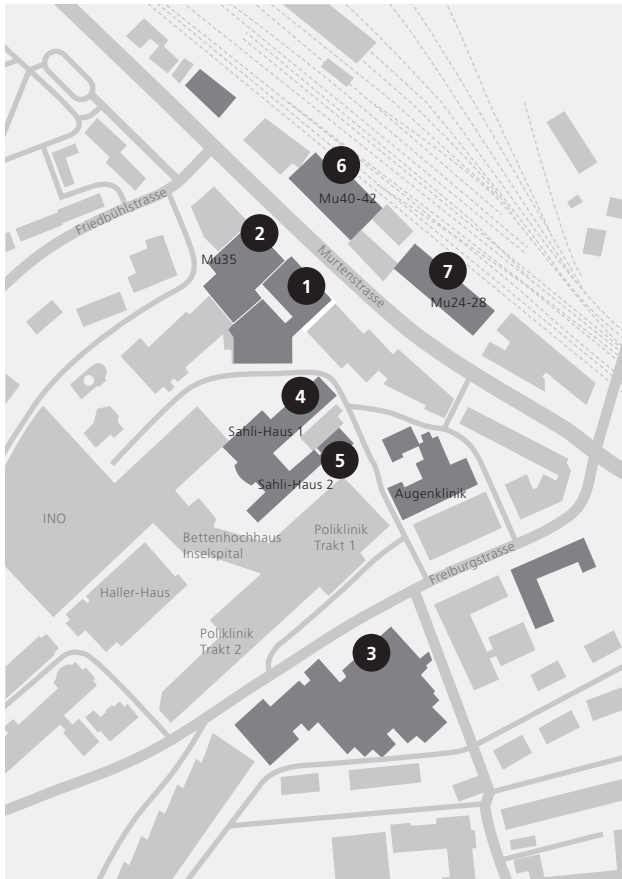 6
Mu40-42
Friedbühlstrasse
2
Mu35
Murtenstrasse
7
Mu24-28
1
4
Sahli-Haus 1
5
Sahli-Haus 2
Augenklinik
INO
Bettenhochhaus
Inselspital
Poliklinik
Trakt 1
Freiburgstrasse
Haller-Haus
Poliklinik
Trakt 2
3